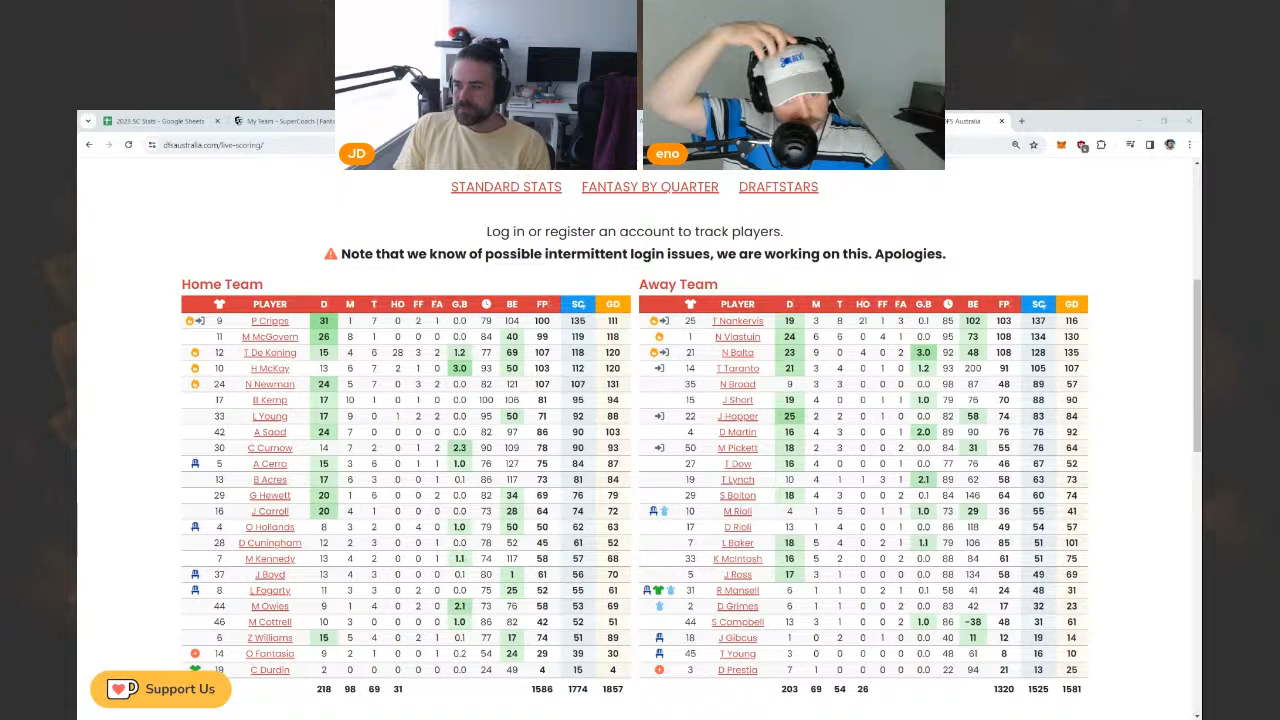 JD
eno
2023 SC Stats - Google Sheets
My Team - SuperCoach | Fanta
DFS Australia
dfsaustralia.com/live-scoring/
STANDARD STATS FANTASY BY QUARTER DRAFTSTARS
Log in or register an account to track players.
Note that we know of possible intermittent login issues, we are working on this. Apologies.
Home Team
PLAYER D M T HO FF FA G.B BE FP SC GD
9 P Cripps 31 1 7 0 2 1 0.0 79 104 100 135 111
11 M McGovern 26 8 1 0 0 0 0.0 84 40 99 119 118
12 T De Koning 15 4 6 28 3 2 1.2 77 69 107 118 120
10 H McKay 13 6 7 2 1 0 3.0 93 50 103 112 120
24 N Newman 24 5 7 0 3 2 0.0 82 121 107 107 131
17 B Kemp 17 10 1 0 1 0 0.0 100 106 81 95 94
33 L Young 17 9 0 1 2 2 0.0 95 50 71 92 88
42 A Saad 24 7 0 0 0 0 0.0 82 97 86 90 103
30 C Curnow 14 7 2 0 1 2 2.3 90 109 78 90 93
5 A Cerra 15 3 6 0 1 1 1.0 76 127 75 84 87
13 B Acres 17 6 3 0 0 1 0.1 86 117 73 81 84
29 G Hewett 20 1 6 0 0 2 0.0 82 34 69 76 79
16 J Carroll 20 4 1 0 0 0 0.0 73 28 64 74 72
4 O Hollands 8 3 2 0 4 0 1.0 79 50 50 62 63
28 D Cuningham 12 2 3 0 0 1 0.0 78 52 45 61 52
7 M Kennedy 13 4 2 0 0 0 1.1 74 117 58 57 68
37 J Boyd 13 4 3 0 0 0 0.1 80 1 61 56 70
8 L Fogarty 11 3 3 0 2 0 0.0 75 25 52 55 61
44 M Owies 9 1 4 0 0 2 2.1 73 76 58 53 69
46 M Cottrell 10 3 0 0 0 0 1.0 86 82 42 52 51
6 Z Williams 15 5 4 0 2 1 0.1 77 17 74 51 89
14 O Fantasia 9 2 1 0 0 1 0.2 54 24 29 39 30
19 C Durdin 2 0 0 0 0 0 0.0 24 49 4 15 4
218 98 69 31 1586 1774 1857
Away Team
PLAYER D M T HO FF FA G.B BE FP SC GD
25 T Nankervis 19 3 8 21 1 3 0.1 85 102 103 137 116
1 N Vlastuin 24 6 6 0 4 1 0.0 95 73 108 134 130
21 N Balta 23 9 0 4 0 2 3.0 92 48 108 128 135
14 T Taranto 21 3 4 0 1 0 1.2 93 200 91 105 107
35 N Broad 9 3 3 0 0 0 0.0 98 87 48 89 57
15 J Short 19 4 0 0 1 1 1.0 79 76 70 88 90
22 J Hopper 25 2 2 0 1 0 0.0 82 58 74 83 84
4 D Martin 16 4 3 0 0 0 2.0 89 90 76 76 92
50 M Pickett 18 2 3 0 0 2 0.0 84 31 55 76 64
27 T Dow 16 4 0 0 0 1 0.0 77 76 46 67 52
19 T Lynch 10 4 1 1 3 1 2.1 89 62 58 63 73
29 S Bolton 18 4 3 0 0 2 0.1 84 146 64 60 74
10 M Rioli 4 1 5 0 1 1 1.0 73 29 36 55 41
17 D Rioli 13 1 4 0 0 1 0.0 86 118 49 54 57
7 L Baker 18 5 4 0 2 1 1.1 79 106 85 51 101
33 K McIntosh 16 5 2 0 0 2 0.0 88 84 61 51 75
5 J Ross 17 3 1 0 0 0 0.0 88 134 58 49 69
31 R Mansell 6 1 1 0 2 1 0.1 58 41 24 48 31
2 D Grimes 6 1 1 0 0 2 0.0 83 42 17 32 23
44 S Campbell 13 3 1 0 0 2 1.0 86 -38 48 31 61
18 J Gibcus 1 0 2 0 1 0 0.0 40 11 12 19 14
45 T Young 3 0 0 0 0 0 0.0 48 61 8 16 10
3 D Prestia 7 1 0 0 0 0 0.0 22 94 21 13 25
203 69 54 26 1320 1525 1581
Support Us